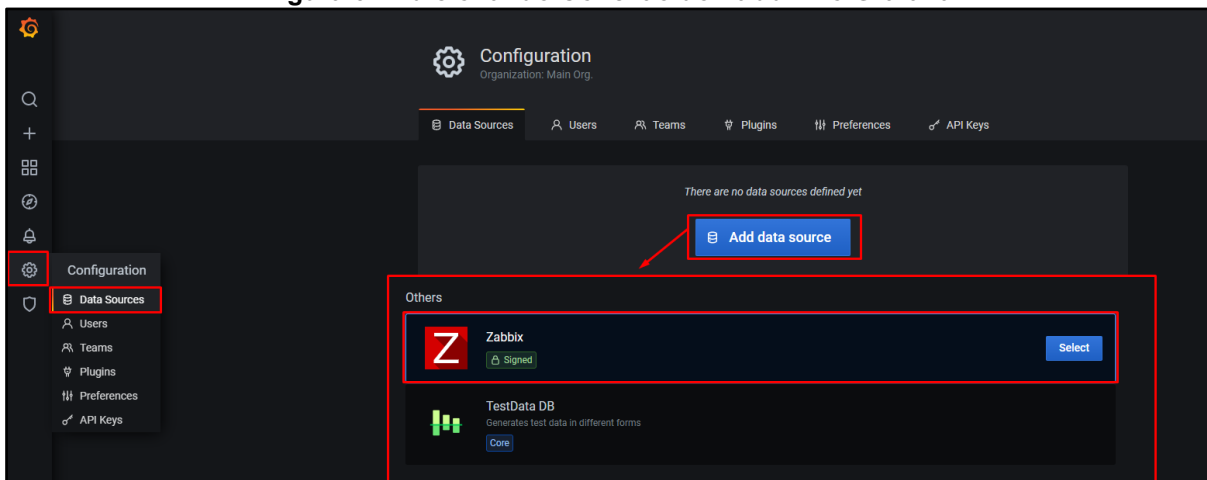 Configuration
Organization: Main Org.
Data Sources Users Teams Plugins Preferences API Keys
There are no data sources defined yet
Add data source
Configuration
Data Sources
Users
Teams
Plugins
Preferences
API Keys
Others
Zabbix
Signed
Select
TestData DB
Generates test data in different forms
Core